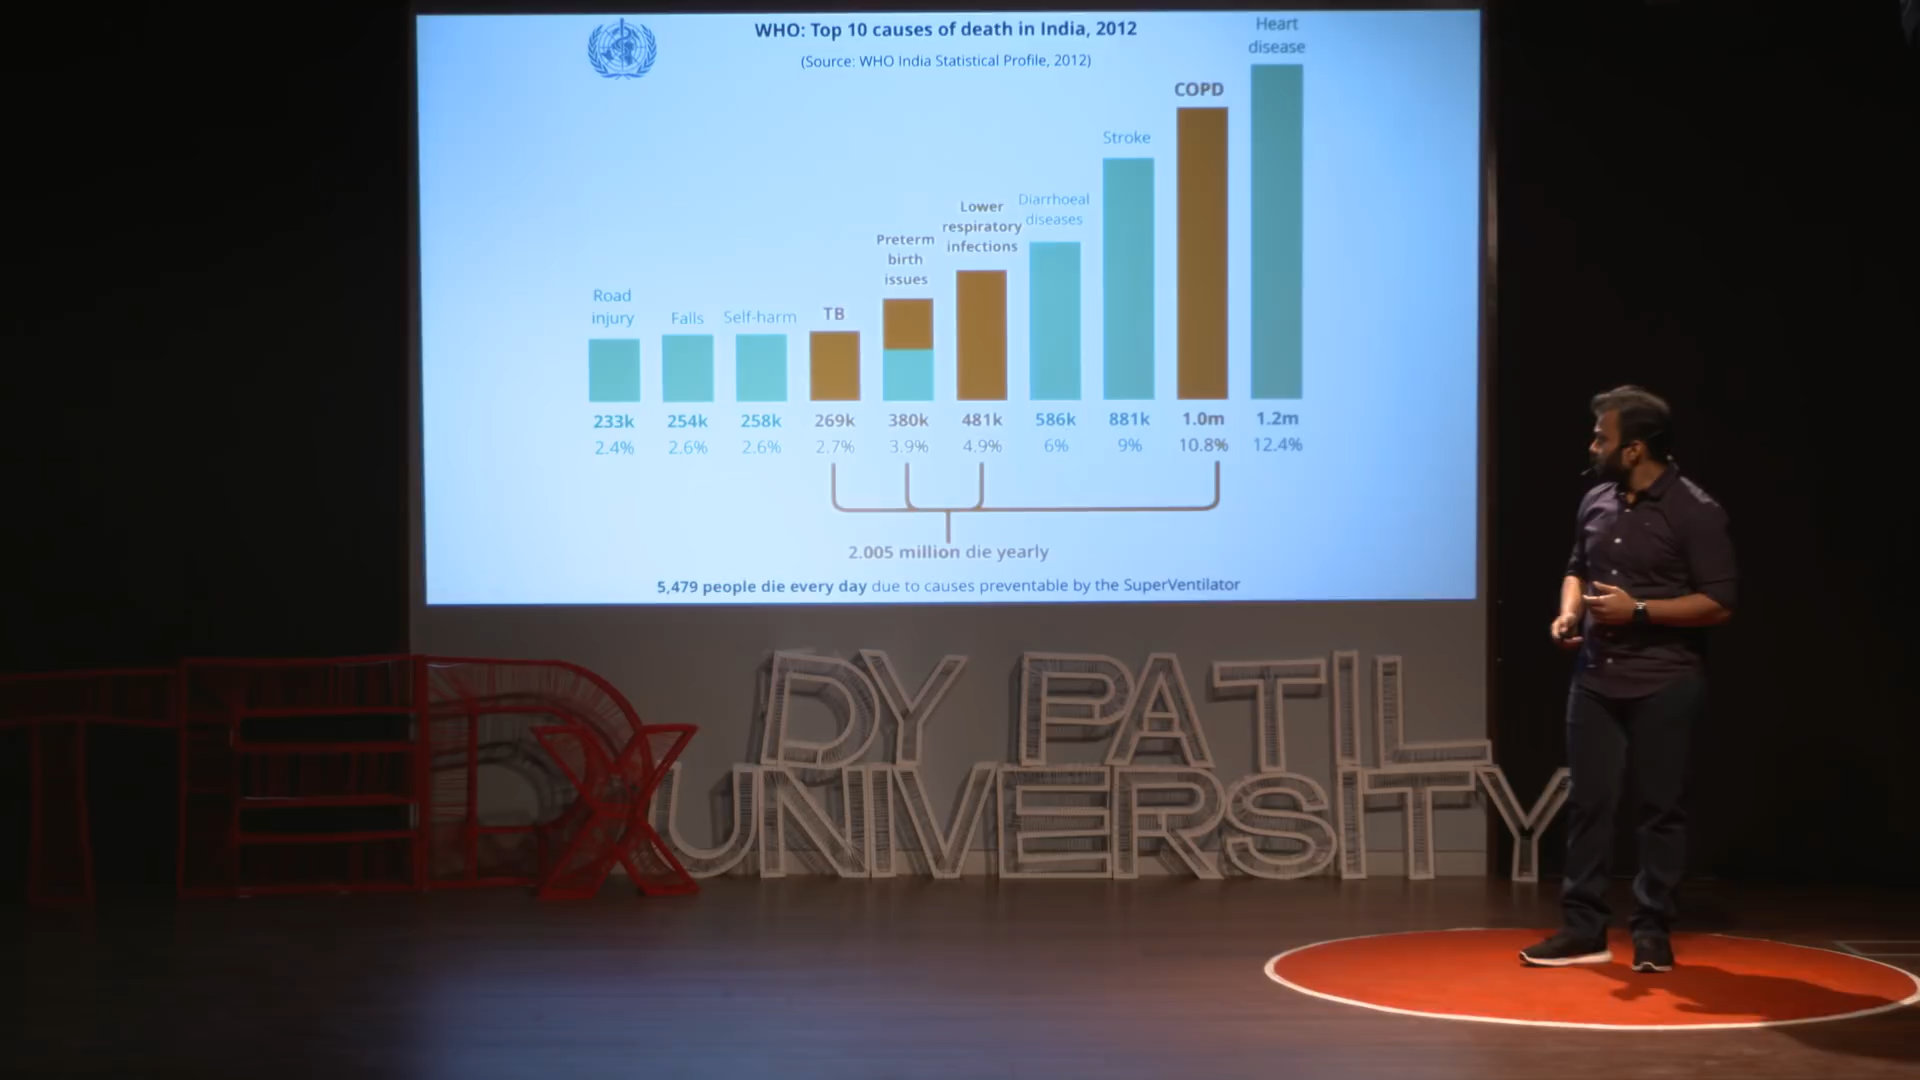 WHO: Top 10 causes of death in India, 2012
(Source: WHO India Statistical Profile, 2012)
Road
injury
Falls
Self-harm
TB
Preterm
birth
issues
Lower
respiratory
infections
Diarrhoeal
diseases
Stroke
COPD
Heart
disease
233k 254k 258k 269k 380k 481k 586k 881k 1.0m 1.2m
2.4% 2.6% 2.6% 2.7% 3.9% 4.9% 6% 9% 10.8% 12.4%
2.005 million die yearly
5,479 people die every day due to causes preventable by the SuperVentilator
TEDx DY PATIL
UNIVERSITY